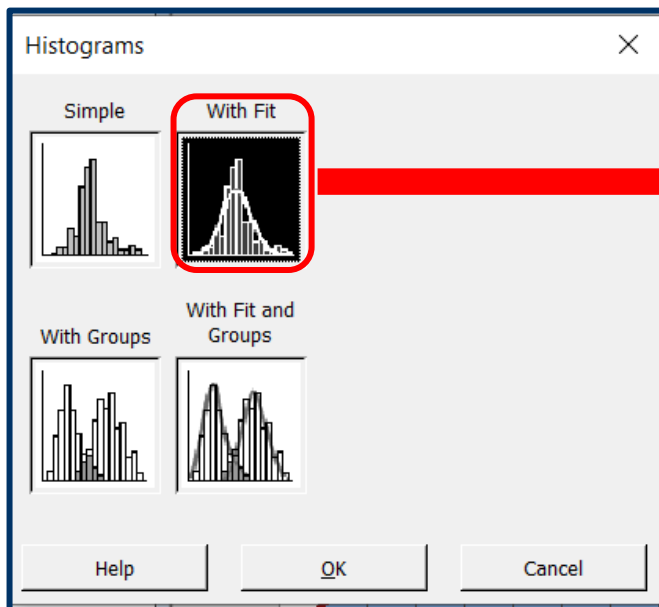 Histograms
Simple
With Fit
With Groups
With Fit and
Groups
Help
OK
Cancel